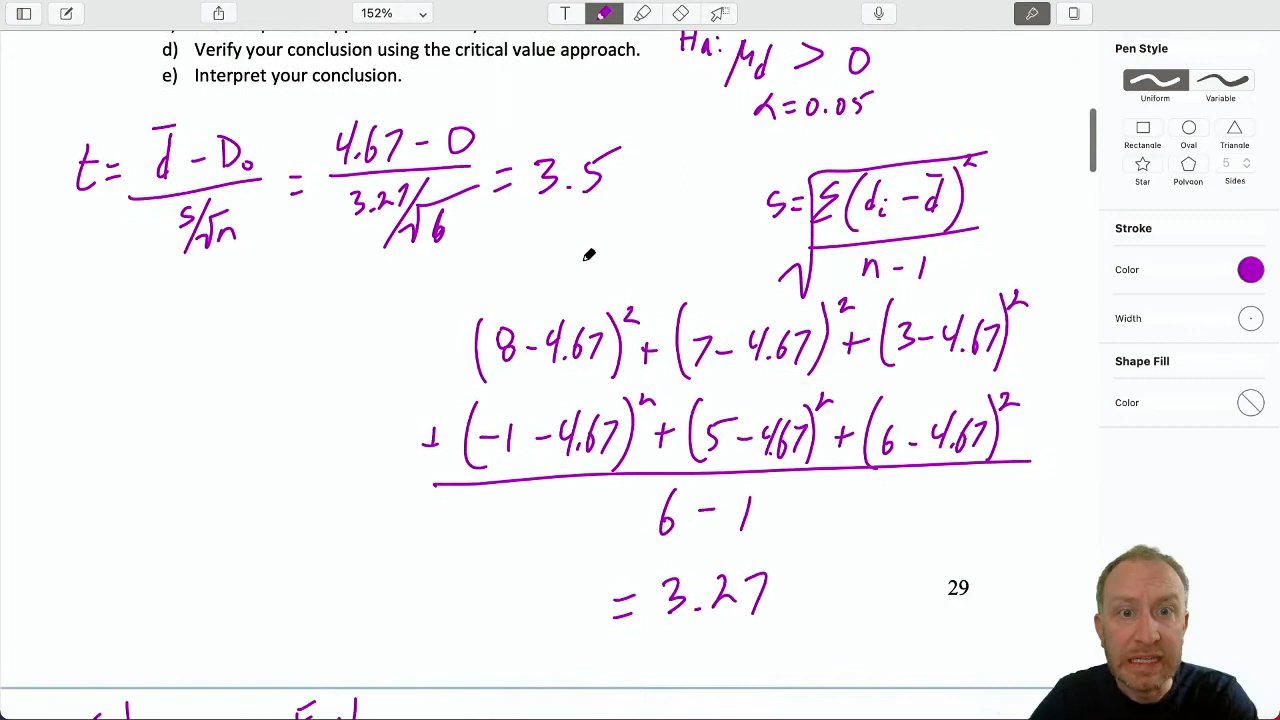 152%
T
d) Verify your conclusion using the critical value approach.
e) Interpret your conclusion.
Ha: μd > 0
α = 0.05
t = (d̄ - D₀)/(s/√n) = (4.67 - 0)/(3.27/√6) = 3.5
s = √(Σ(dᵢ - d̄)²/(n - 1))
(8 - 4.67)² + (7 - 4.67)² + (3 - 4.67)²
+ (-1 - 4.67)² + (5 - 4.67)² + (6 - 4.67)²
6 - 1
= 3.27
29
Pen Style
Uniform Variable
Rectangle Oval Triangle
Star Polygon 5 Sides
Stroke
Color
Width
Shape Fill
Color